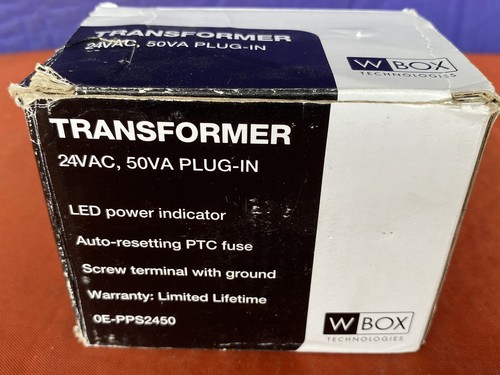 TRANSFORMER
24VAC, 50VA PLUG-IN
W BOX
TECHNOLOGIES
TRANSFORMER
24VAC, 50VA PLUG-IN
LED power indicator
Auto-resetting PTC fuse
Screw terminal with ground
Warranty: Limited Lifetime
0E-PPS2450
W BOX
TECHNOLOGIES